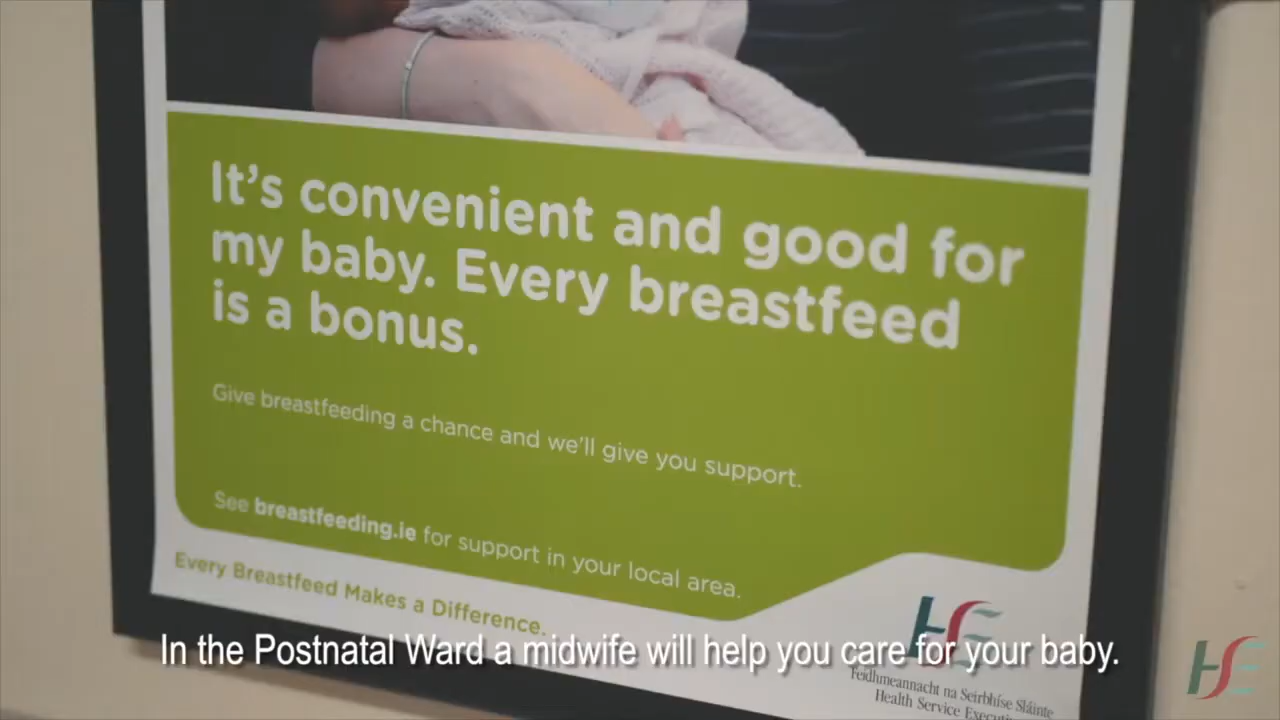 It's convenient and good for
my baby. Every breastfeed
is a bonus.
Give breastfeeding a chance and we'll give you support.
See breastfeeding.ie for support in your local area.
Every Breastfeed Makes a Difference.
In the Postnatal Ward a midwife will help you care for your baby.
HSE
Feidhmeannacht na Seirbhíse Sláinte
Health Service
HSE